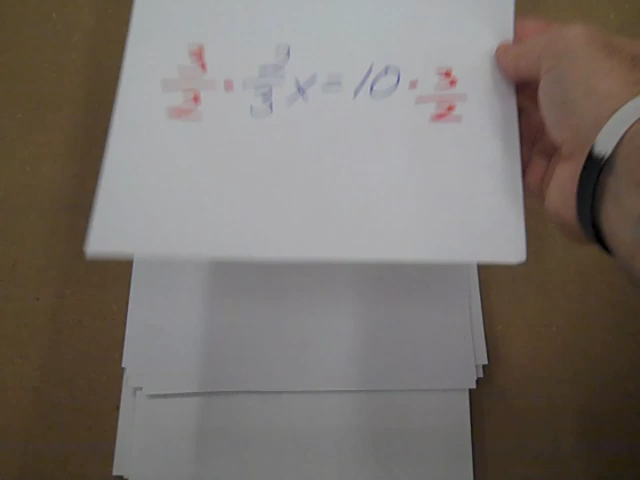 3/2 · 2/3 x = 10 · 3/2